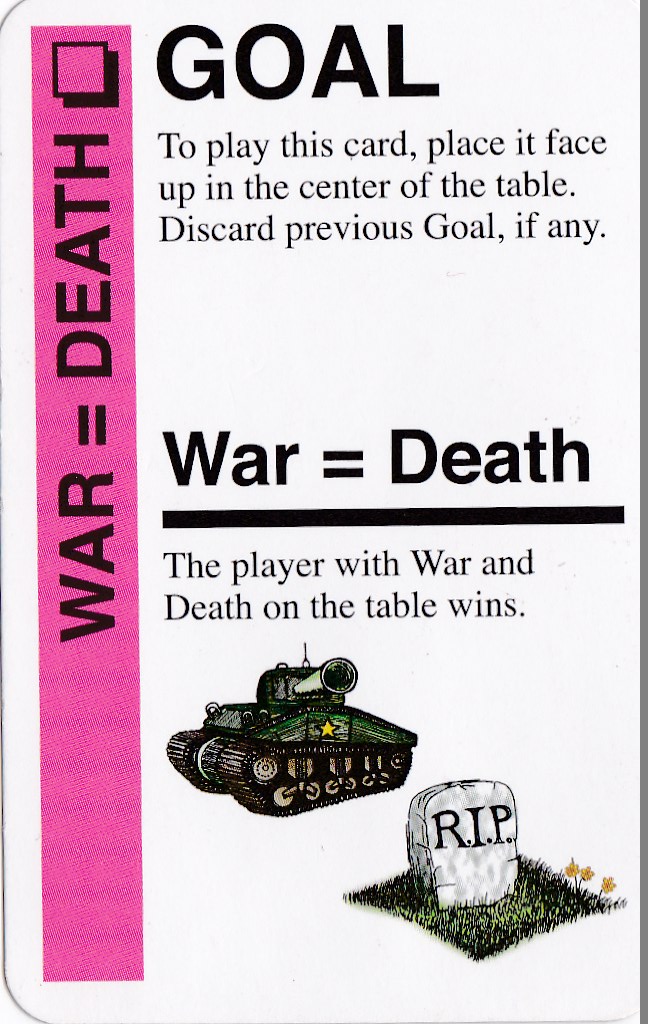 WAR = DEATH
GOAL
To play this card, place it face
up in the center of the table.
Discard previous Goal, if any.
War = Death
The player with War and
Death on the table wins.
R.I.P.